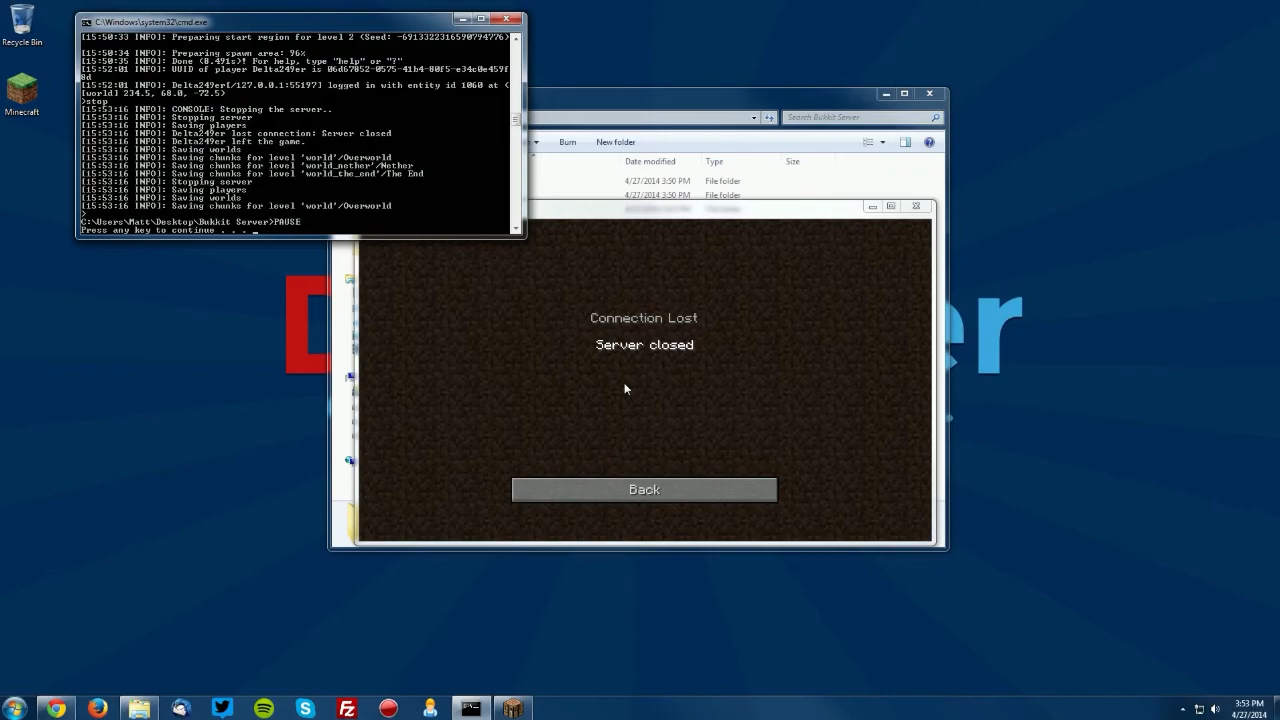 C:\Windows\system32\cmd.exe
[15:50:33 INFO]: Preparing start region for level 2 (Seed: -6913322316590794776)
[15:50:34 INFO]: Preparing spawn area: 96%
[15:50:35 INFO]: Done (8.491s)! For help, type "help" or "?"
[15:52:01 INFO]: UUID of player Delta249er is 06d67852-0575-41b4-80f5-e34c0e459f
8d
[15:52:01 INFO]: Delta249er[/127.0.0.1:55197] logged in with entity id 1060 at (
[world] 234.5, 68.0, -72.5)
>stop
[15:53:16 INFO]: CONSOLE: Stopping the server..
[15:53:16 INFO]: Stopping server
[15:53:16 INFO]: Saving players
[15:53:16 INFO]: Delta249er lost connection: Server closed
[15:53:16 INFO]: Delta249er left the game.
[15:53:16 INFO]: Saving worlds
[15:53:16 INFO]: Saving chunks for level 'world'/Overworld
[15:53:16 INFO]: Saving chunks for level 'world_nether'/Nether
[15:53:16 INFO]: Saving chunks for level 'world_the_end'/The End
[15:53:16 INFO]: Stopping server
[15:53:16 INFO]: Saving players
[15:53:16 INFO]: Saving worlds
[15:53:16 INFO]: Saving chunks for level 'world'/Overworld
>
C:\Users\Matt\Desktop\Bukkit Server>PAUSE
Press any key to continue . . .
Recycle Bin
Minecraft
Search Bukkit Server
Burn New folder
Date modified Type Size
4/27/2014 3:50 PM File folder
4/27/2014 3:50 PM File folder
Connection Lost
Server closed
Back
D er
3:53 PM
4/27/2014